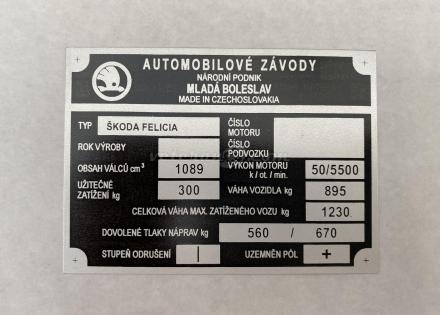 AUTOMOBILOVÉ ZÁVODY
NÁRODNÍ PODNIK
MLADÁ BOLESLAV
MADE IN CZECHOSLOVAKIA
TYP ŠKODA FELICIA
ČÍSLO MOTORU
ROK VÝROBY
ČÍSLO PODVOZKU
OBSAH VÁLCŮ cm³ 1089
VÝKON MOTORU k / ot. / min. 50/5500
UŽITEČNÉ ZATÍŽENÍ kg 300
VÁHA VOZIDLA kg 895
CELKOVÁ VÁHA MAX. ZATÍŽENÉHO VOZU kg 1230
DOVOLENÉ TLAKY NÁPRAV kg 560 / 670
STUPEŇ ODRUŠENÍ |
UZEMNĚN PÓL +